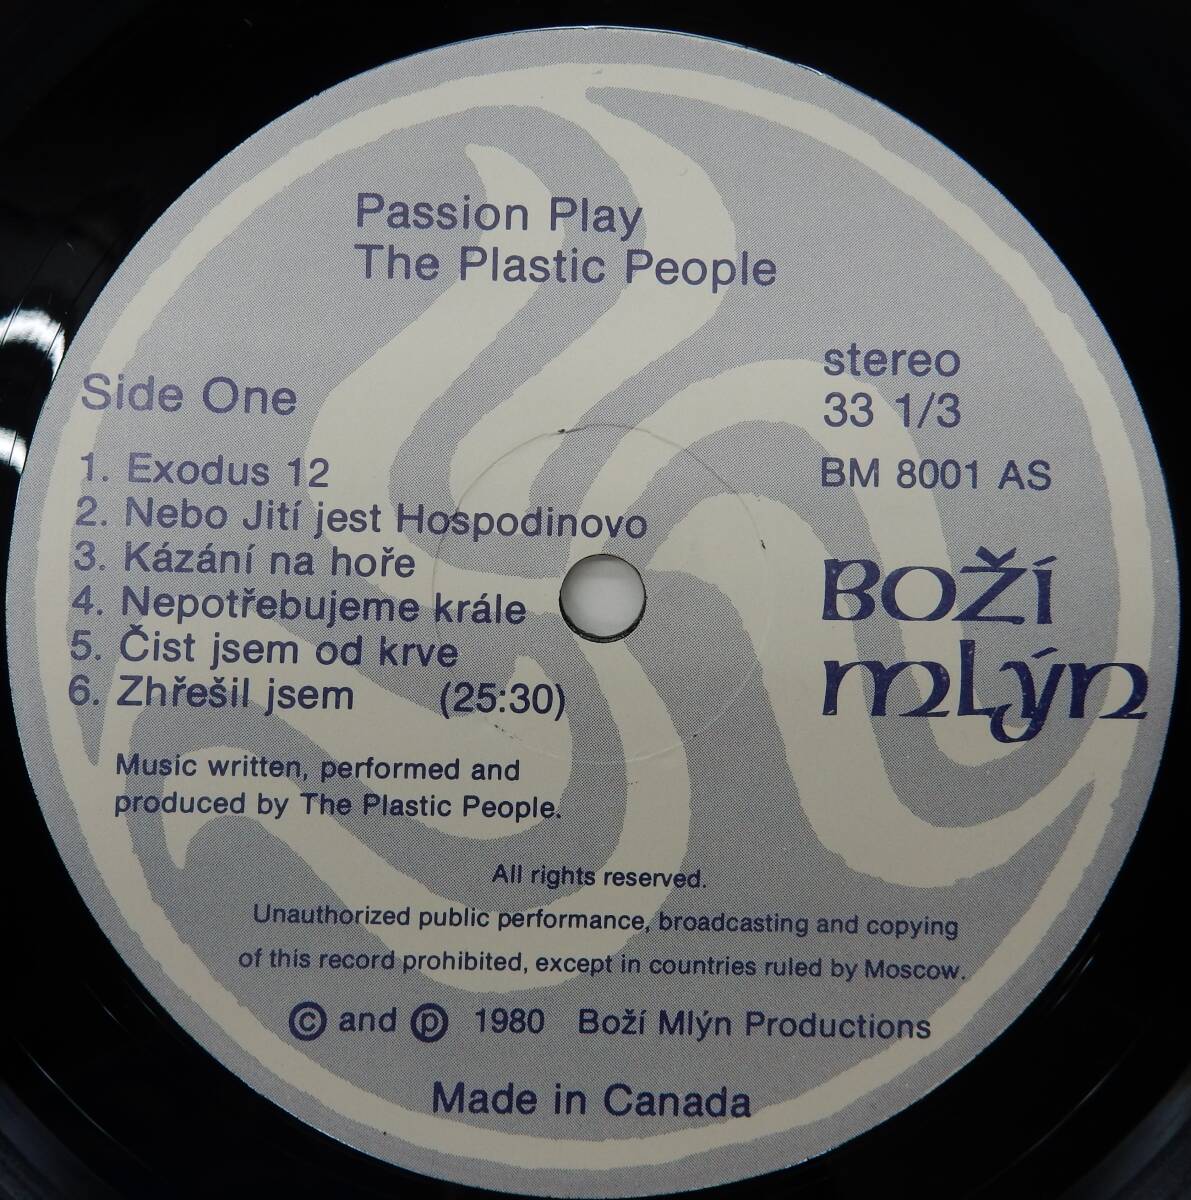 Passion Play
The Plastic People
Side One
1. Exodus 12
2. Nebo Jití jest Hospodinovo
3. Kázání na hoře
4. Nepotřebujeme krále
5. Čist jsem od krve
6. Zhřešil jsem (25:30)
stereo
33 1/3
BM 8001 AS
Boží
mlýn
Music written, performed and
produced by The Plastic People.
All rights reserved.
Unauthorized public performance, broadcasting and copying
of this record prohibited, except in countries ruled by Moscow.
© and ℗ 1980 Boží Mlýn Productions
Made in Canada